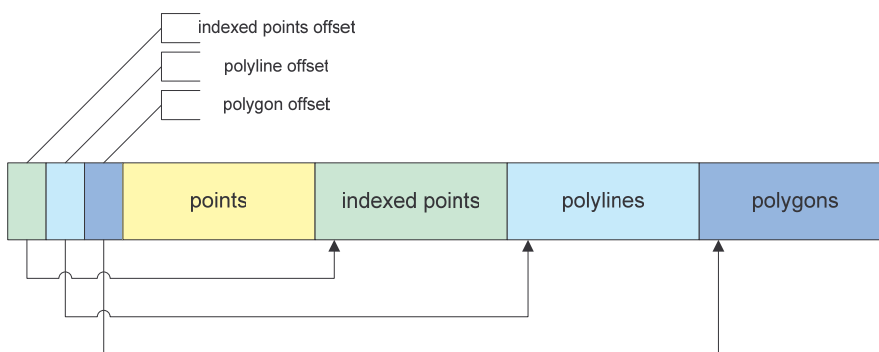 indexed points offset
polyline offset
polygon offset
points
indexed points
polylines
polygons